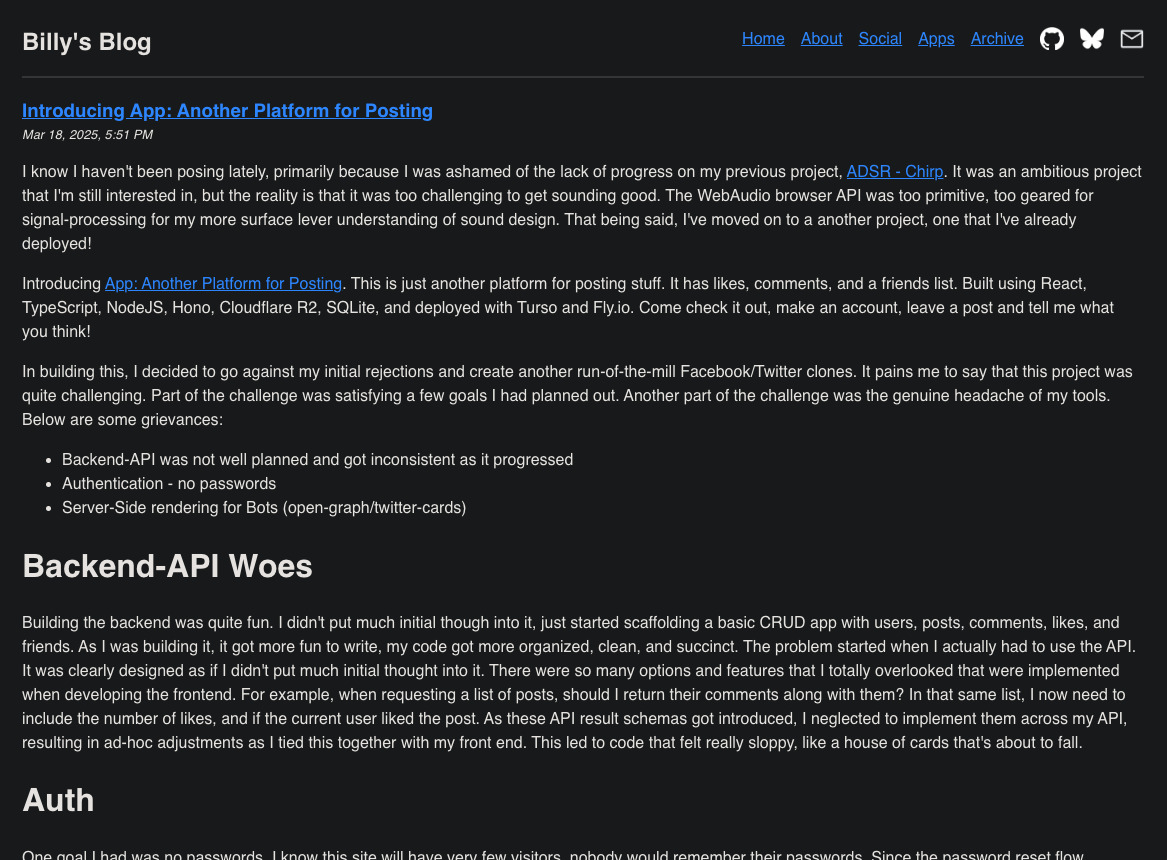 Billy's Blog
Home About Social Apps Archive
Introducing App: Another Platform for Posting
Mar 18, 2025, 5:51 PM
I know I haven't been posing lately, primarily because I was ashamed of the lack of progress on my previous project, ADSR - Chirp. It was an ambitious project
that I'm still interested in, but the reality is that it was too challenging to get sounding good. The WebAudio browser API was too primitive, too geared for
signal-processing for my more surface lever understanding of sound design. That being said, I've moved on to a another project, one that I've already
deployed!
Introducing App: Another Platform for Posting. This is just another platform for posting stuff. It has likes, comments, and a friends list. Built using React,
TypeScript, NodeJS, Hono, Cloudflare R2, SQLite, and deployed with Turso and Fly.io. Come check it out, make an account, leave a post and tell me what
you think!
In building this, I decided to go against my initial rejections and create another run-of-the-mill Facebook/Twitter clones. It pains me to say that this project was
quite challenging. Part of the challenge was satisfying a few goals I had planned out. Another part of the challenge was the genuine headache of my tools.
Below are some grievances:
• Backend-API was not well planned and got inconsistent as it progressed
• Authentication - no passwords
• Server-Side rendering for Bots (open-graph/twitter-cards)
Backend-API Woes
Building the backend was quite fun. I didn't put much initial though into it, just started scaffolding a basic CRUD app with users, posts, comments, likes, and
friends. As I was building it, it got more fun to write, my code got more organized, clean, and succinct. The problem started when I actually had to use the API.
It was clearly designed as if I didn't put much initial thought into it. There were so many options and features that I totally overlooked that were implemented
when developing the frontend. For example, when requesting a list of posts, should I return their comments along with them? In that same list, I now need to
include the number of likes, and if the current user liked the post. As these API result schemas got introduced, I neglected to implement them across my API,
resulting in ad-hoc adjustments as I tied this together with my front end. This led to code that felt really sloppy, like a house of cards that's about to fall.
Auth
One goal I had was no passwords. I know this site will have very few visitors, nobody would remember their passwords. Since the password reset flow